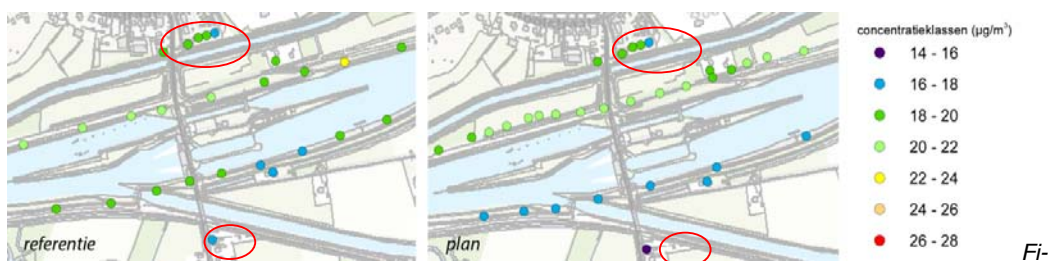 referentie
plan
concentratieklassen (µg/m³)
14 - 16
16 - 18
18 - 20
20 - 22
22 - 24
24 - 26
26 - 28
Fi-